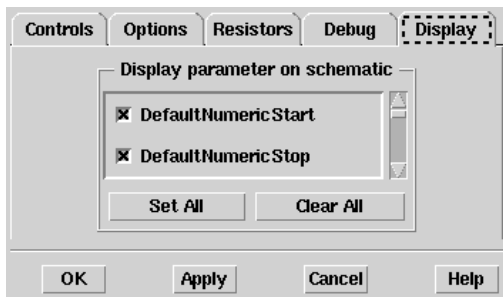 Controls Options Resistors Debug Display
Display parameter on schematic
DefaultNumericStart
DefaultNumericStop
Set All Clear All
OK Apply Cancel Help